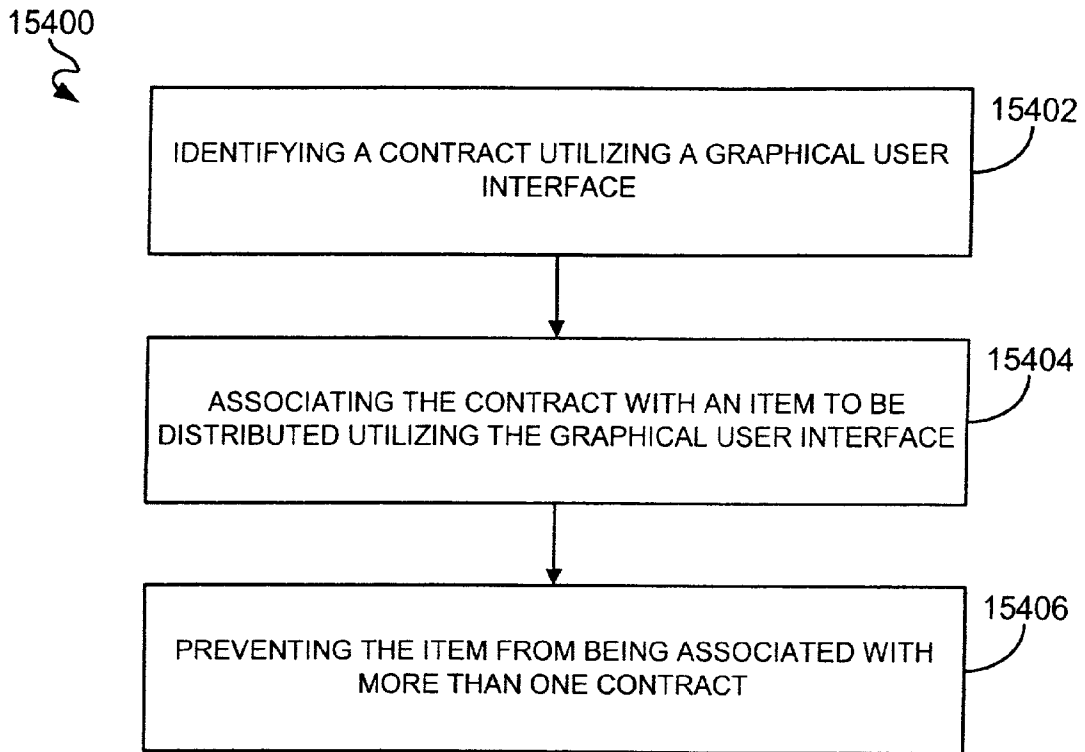 15400
15402
IDENTIFYING A CONTRACT UTILIZING A GRAPHICAL USER
INTERFACE
15404
ASSOCIATING THE CONTRACT WITH AN ITEM TO BE
DISTRIBUTED UTILIZING THE GRAPHICAL USER INTERFACE
15406
PREVENTING THE ITEM FROM BEING ASSOCIATED WITH
MORE THAN ONE CONTRACT